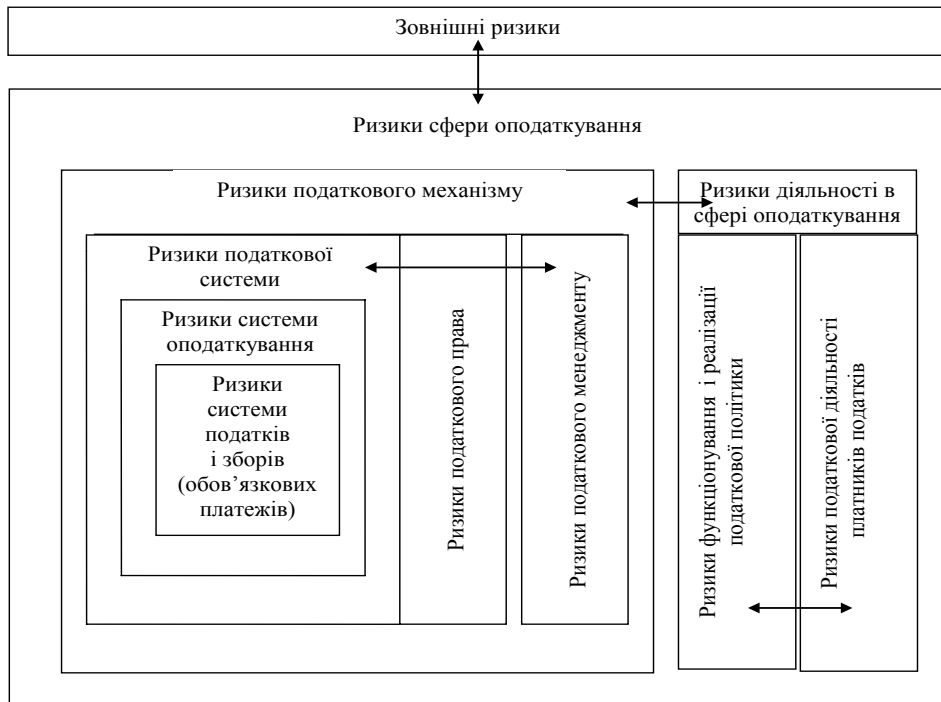 Зовнішні ризики
Ризики сфери оподаткування
Ризики податкового механізму
Ризики діяльності в
сфері оподаткування
Ризики податкової
системи
Ризики системи
оподаткування
Ризики
системи
податків
і зборів
(обов’язкових
платежів)
Ризики податкового права
Ризики податкового менеджменту
Ризики функціонування і реалізації
податкової політики
Ризики податкової діяльності
платників податків